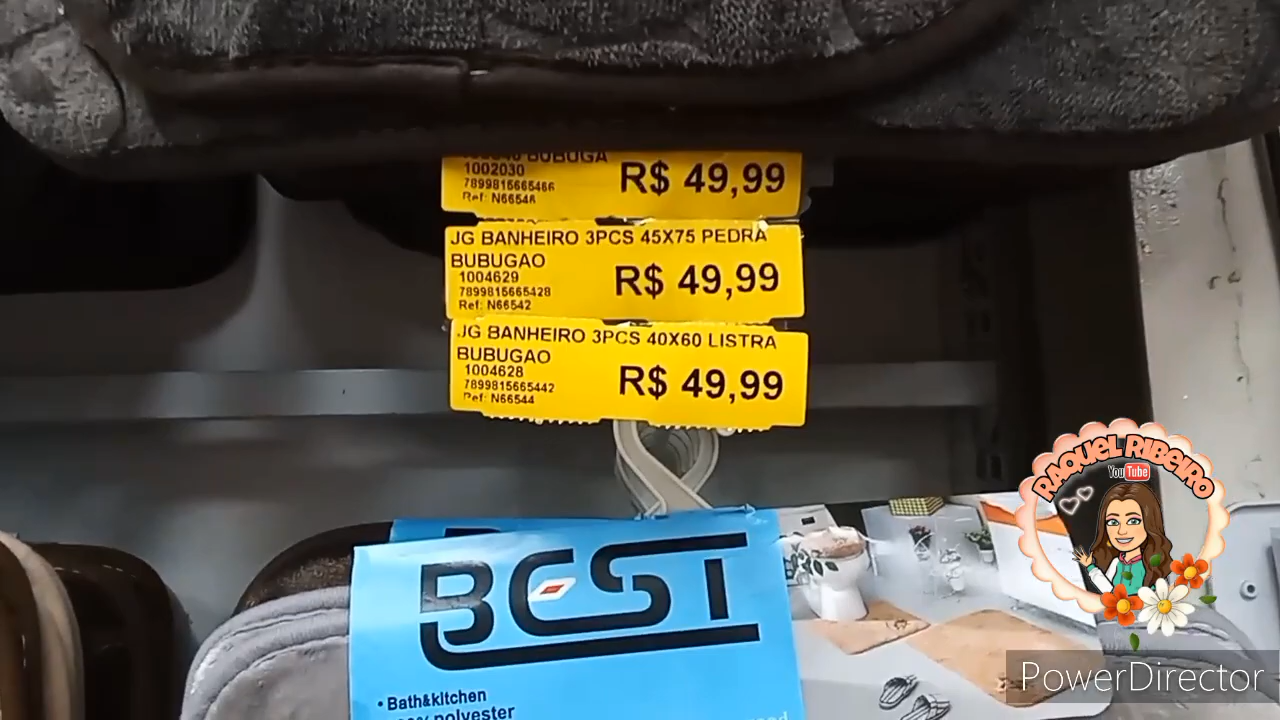 BUBUGA
1002030
7899815665466
Ref: N66546
R$ 49,99
JG BANHEIRO 3PCS 45X75 PEDRA
BUBUGAO
1004629
7899815665428
Ref: N66542
R$ 49,99
JG BANHEIRO 3PCS 40X60 LISTRA
BUBUGAO
1004628
7899815665442
Ref: N66544
R$ 49,99
BEST
• Bath&kitchen
polyester
RAQUEL RIBEIRO
YouTube
PowerDirector